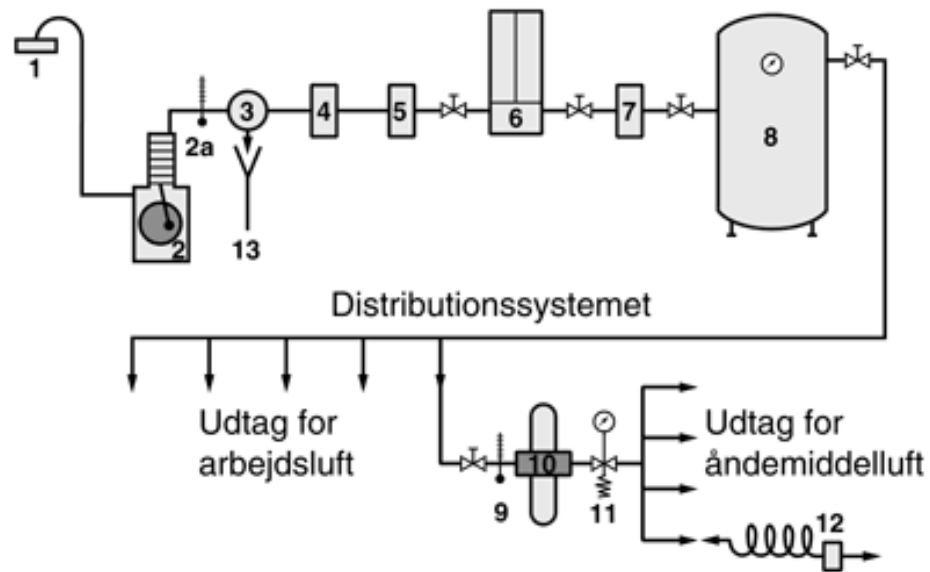 1
2a
3
4
5
6
7
8
2
13
Distributionssystemet
Udtag for
arbejdsluft
Udtag for
åndemiddelluft
9
10
11
12